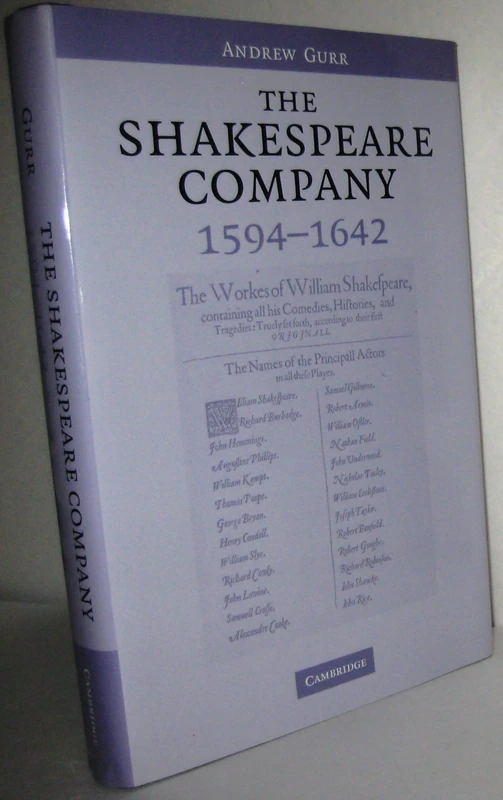 ANDREW GURR
THE
SHAKESPEARE
COMPANY
1594–1642
The Workes of William Shakeſpeare,
containing all his Comedies, Hiſtories, and
Tragedies: Truely ſet forth, according to their firſt
ORJGJNALL.
The Names of the Principall Actors
in all theſe Playes.
William Shakeſpeare.
Richard Burbadge.
John Hemmings.
Auguſtine Phillips.
William Kempt.
Thomas Poope.
George Bryan.
Henry Condell.
William Slye.
Richard Cowly.
John Lowine.
Samuell Croſſe.
Alexander Cooke.
Samuel Gilburne.
Robert Armin.
William Oſtler.
Nathan Field.
John Underwood.
Nicholas Tooley.
William Eccleſtone.
Joſeph Taylor.
Robert Benfield.
Robert Goughe.
Richard Robinſon.
John Shancke.
John Rice.
CAMBRIDGE
GURR
THE SHAKESPEARE COMPANY
CAMBRIDGE